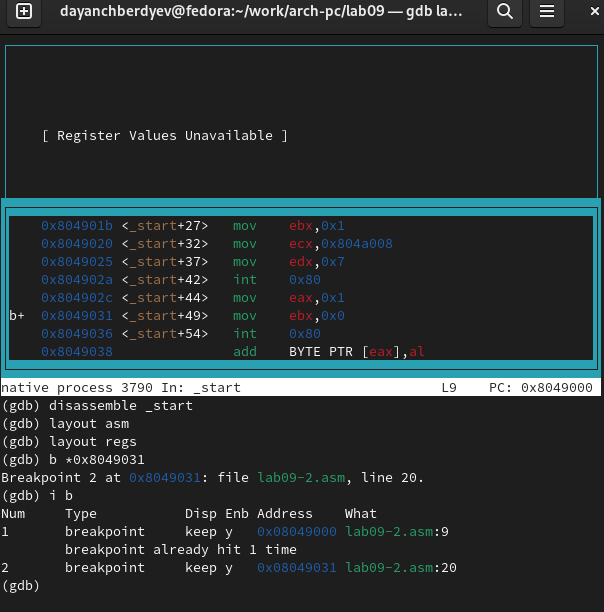 dayanchberdyev@fedora:~/work/arch-pc/lab09 — gdb la…
[ Register Values Unavailable ]
0x804901b <_start+27> mov ebx,0x1
0x8049020 <_start+32> mov ecx,0x804a008
0x8049025 <_start+37> mov edx,0x7
0x804902a <_start+42> int 0x80
0x804902c <_start+44> mov eax,0x1
b+ 0x8049031 <_start+49> mov ebx,0x0
0x8049036 <_start+54> int 0x80
0x8049038 add BYTE PTR [eax],al
native process 3790 In: _start L9 PC: 0x8049000
(gdb) disassemble _start
(gdb) layout asm
(gdb) layout regs
(gdb) b *0x8049031
Breakpoint 2 at 0x8049031: file lab09-2.asm, line 20.
(gdb) i b
Num Type Disp Enb Address What
1 breakpoint keep y 0x08049000 lab09-2.asm:9
breakpoint already hit 1 time
2 breakpoint keep y 0x08049031 lab09-2.asm:20
(gdb)